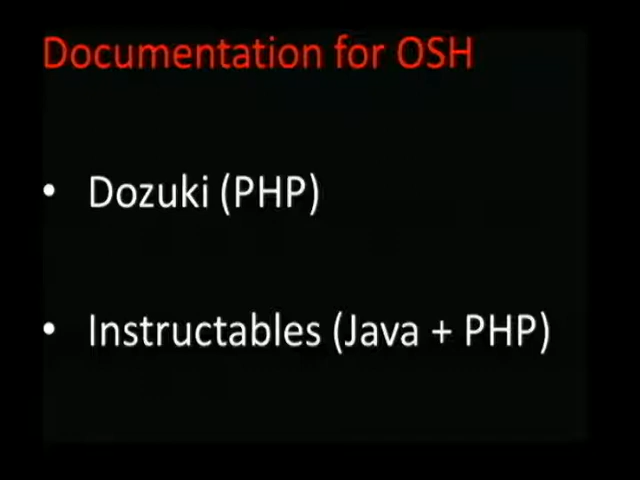 Documentation for OSH
• Dozuki (PHP)
• Instructables (Java + PHP)